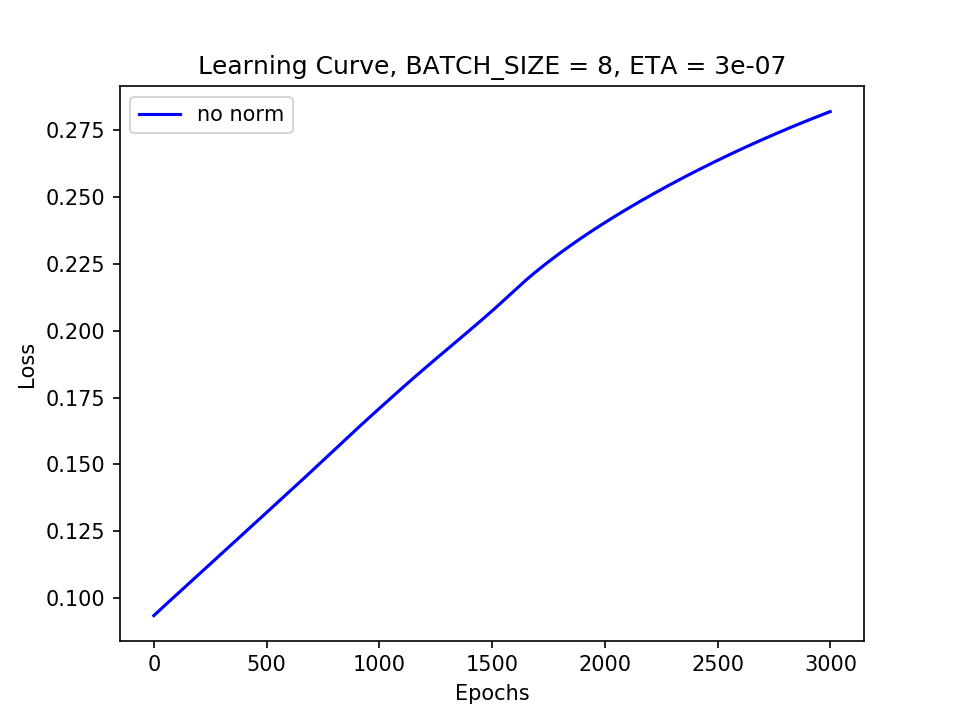 Learning Curve, BATCH_SIZE = 8, ETA = 3e-07
no norm
0.275
0.250
0.225
0.200
0.175
0.150
0.125
0.100
Loss
0 500 1000 1500 2000 2500 3000
Epochs